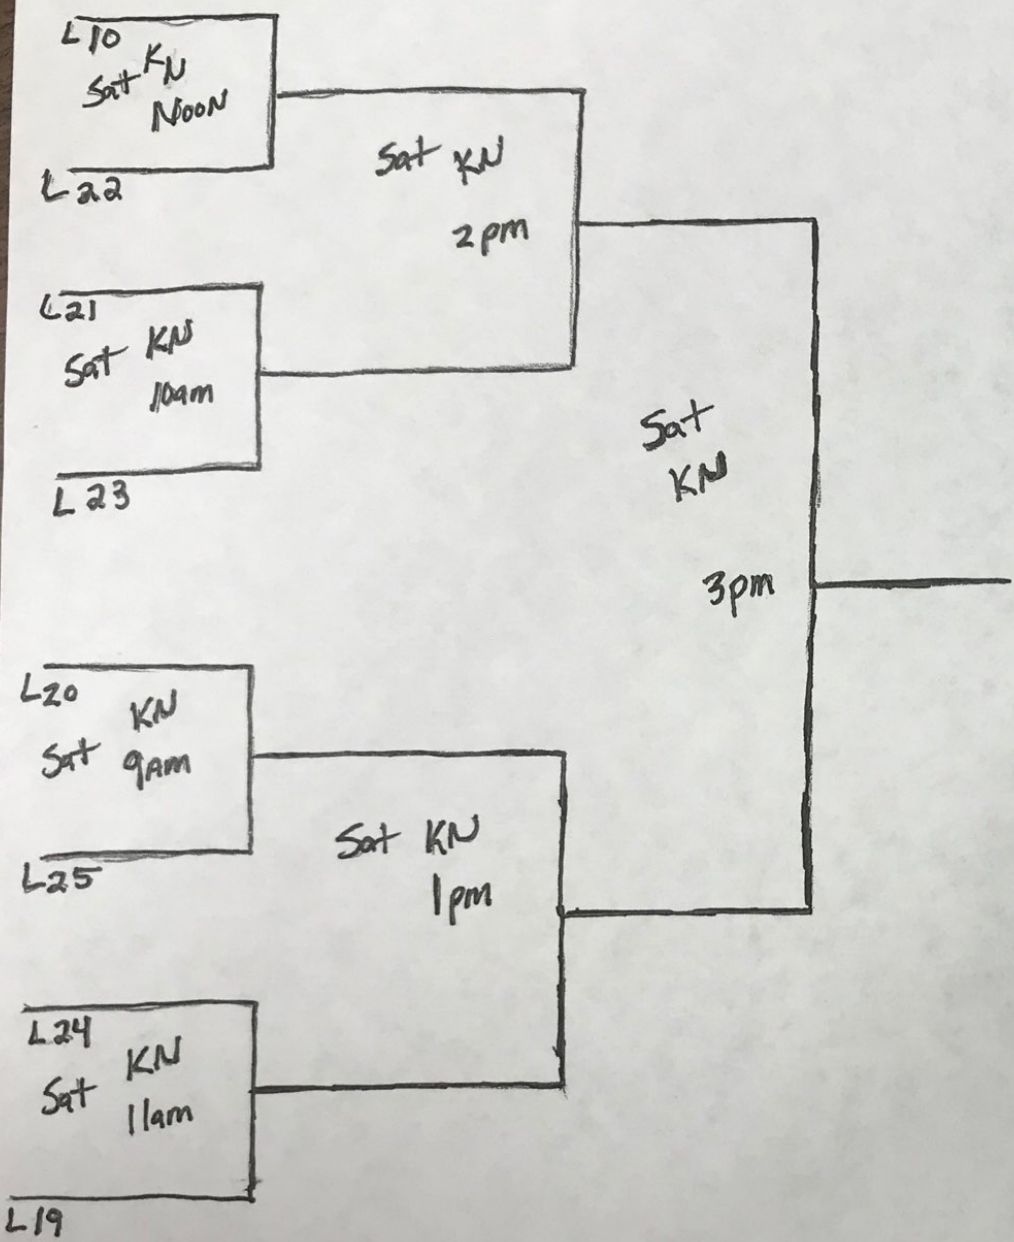 L10
Sat KN
Noon
L22
Sat KN
2pm
L21
Sat KN
10am
L23
Sat
KN
3pm
L20
KN
Sat 9AM
L25
Sat KN
1pm
L24
KN
Sat 11am
L19